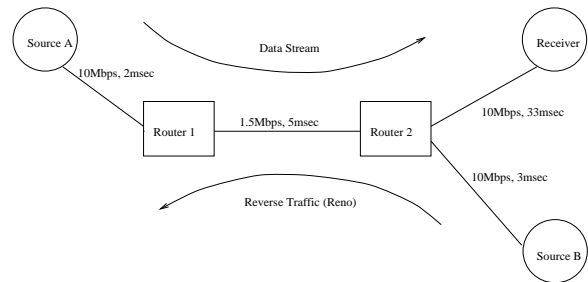 Source A
Data Stream
Receiver
10Mbps, 2msec
1.5Mbps, 5msec
Router 1
Router 2
10Mbps, 33msec
10Mbps, 3msec
Reverse Traffic (Reno)
Source B